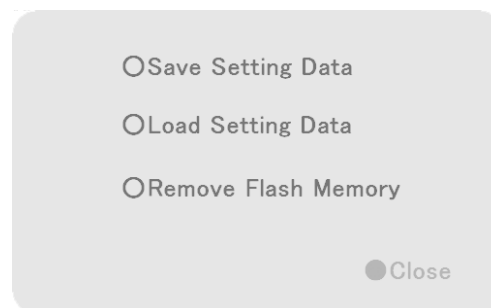 ○Save Setting Data
○Load Setting Data
○Remove Flash Memory
●Close